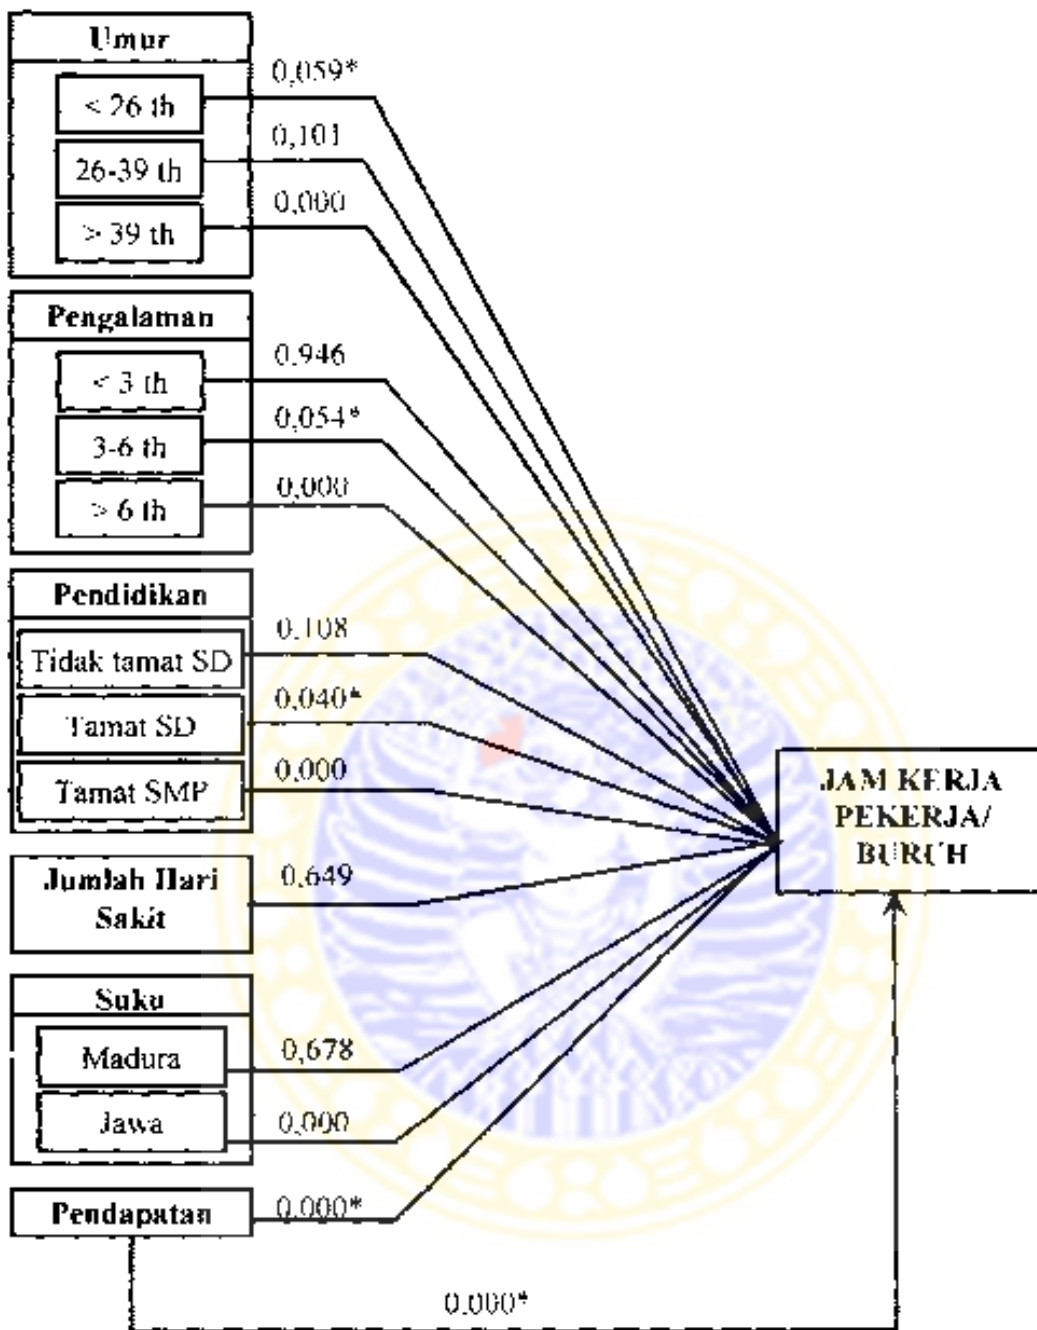 Umur
< 26 th 0,059*
26-39 th 0,101
> 39 th 0,000
Pengalaman
< 3 th 0,946
3-6 th 0,054*
> 6 th 0,000
Pendidikan
Tidak tamat SD 0,108
Tamat SD 0,040*
Tamat SMP 0,000
JAM KERJA
PEKERJA/
BURUH
Jumlah Hari
Sakit 0,649
Suku
Madura 0,678
Jawa 0,000
Pendapatan 0,000*
0,000*